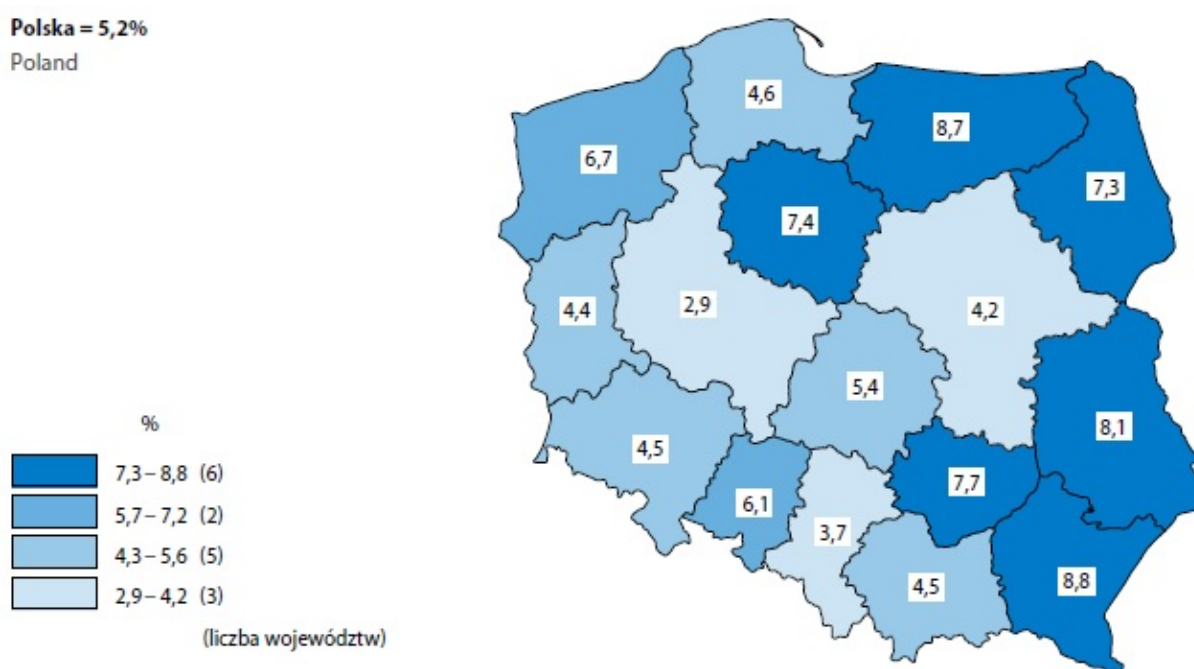 Polska = 5,2%
Poland
4,6
8,7
6,7
7,3
7,4
2,9
4,2
4,4
5,4
8,1
4,5
7,7
6,1
3,7
4,5
8,8
%
7,3 – 8,8 (6)
5,7 – 7,2 (2)
4,3 – 5,6 (5)
2,9 – 4,2 (3)
(liczba województw)